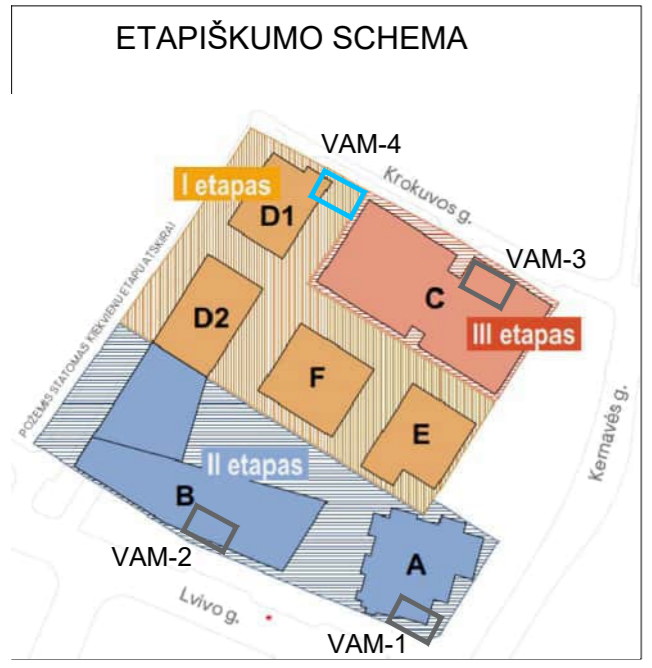 ETAPIŠKUMO SCHEMA
VAM-4
Krokuvos g.
I etapas
D1
VAM-3
POŽEMIS STATOMAS KIEKVIENU ETAPU ATSKIRAI
C
D2
III etapas
F
E
Kernavės g.
II etapas
B
VAM-2
A
Lvivo g.
VAM-1